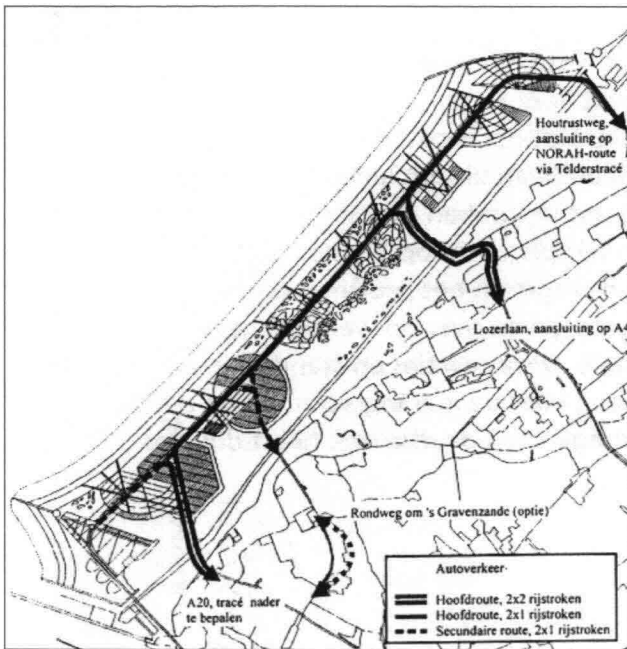 Houtrustweg,
aansluiting op
NORAH-route
via Telderstracé
Lozerlaan, aansluiting op A4
Rondweg om 's Gravenzande (optie)
A20, tracé nader
te bepalen
Autoverkeer
Hoofdroute, 2x2 rijstroken
Hoofdroute, 2x1 rijstroken
Secundaire route, 2x1 rijstroken